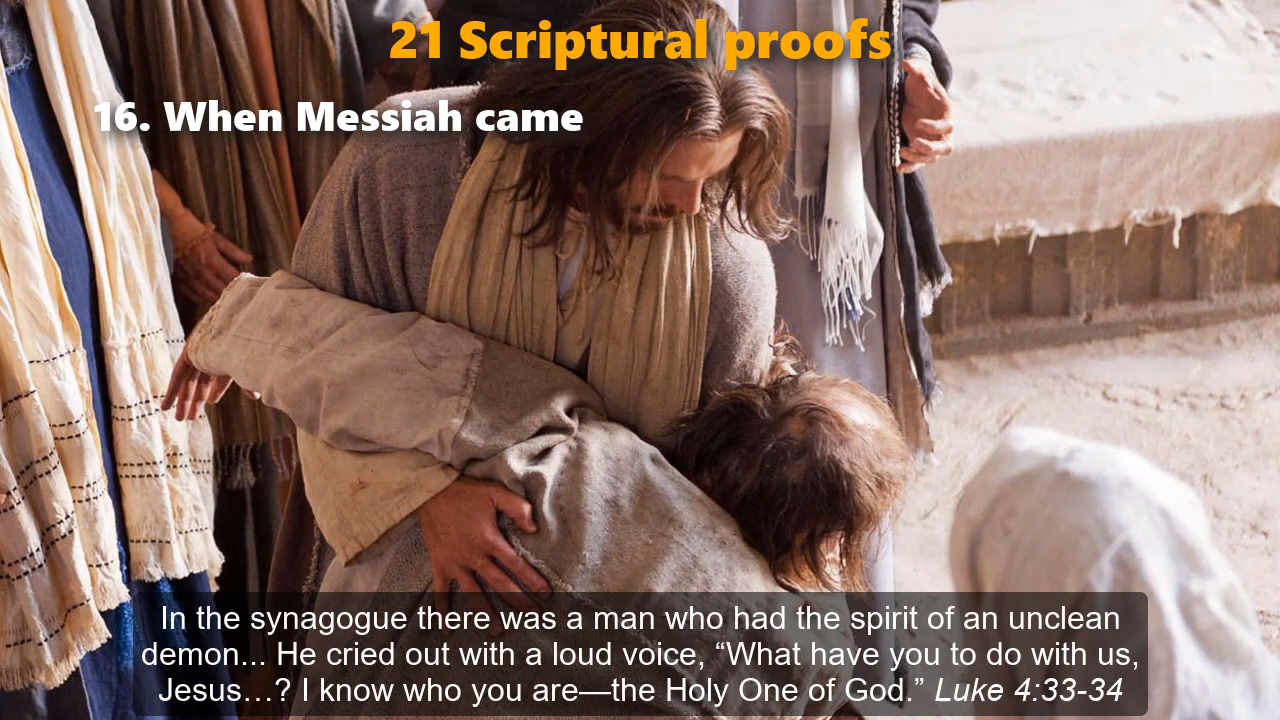 21 Scriptural proofs
16. When Messiah came
In the synagogue there was a man who had the spirit of an unclean
demon... He cried out with a loud voice, “What have you to do with us,
Jesus…? I know who you are—the Holy One of God.” Luke 4:33-34